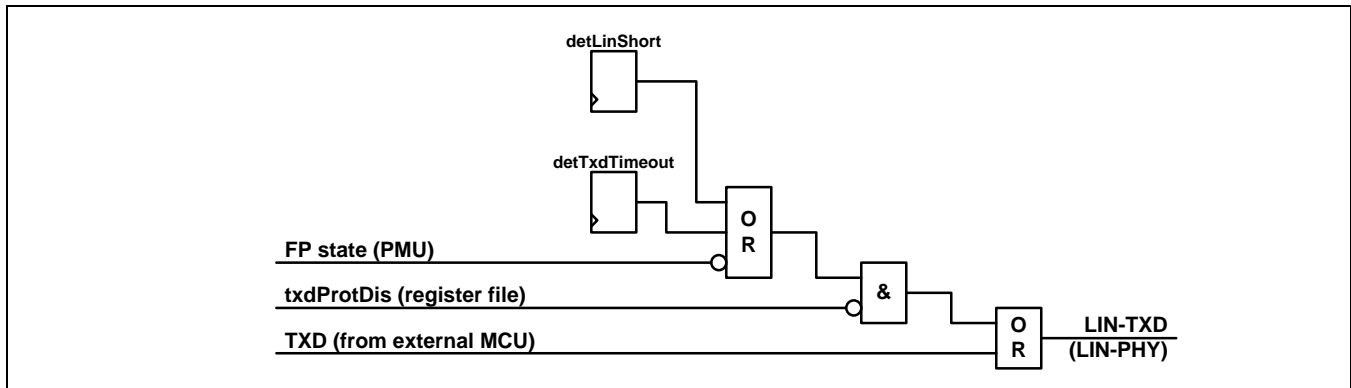 detLinShort
detTxdTimeout
O
R
FP state (PMU)
txdProtDis (register file)
&
TXD (from external MCU)
O
R
LIN-TXD
(LIN-PHY)